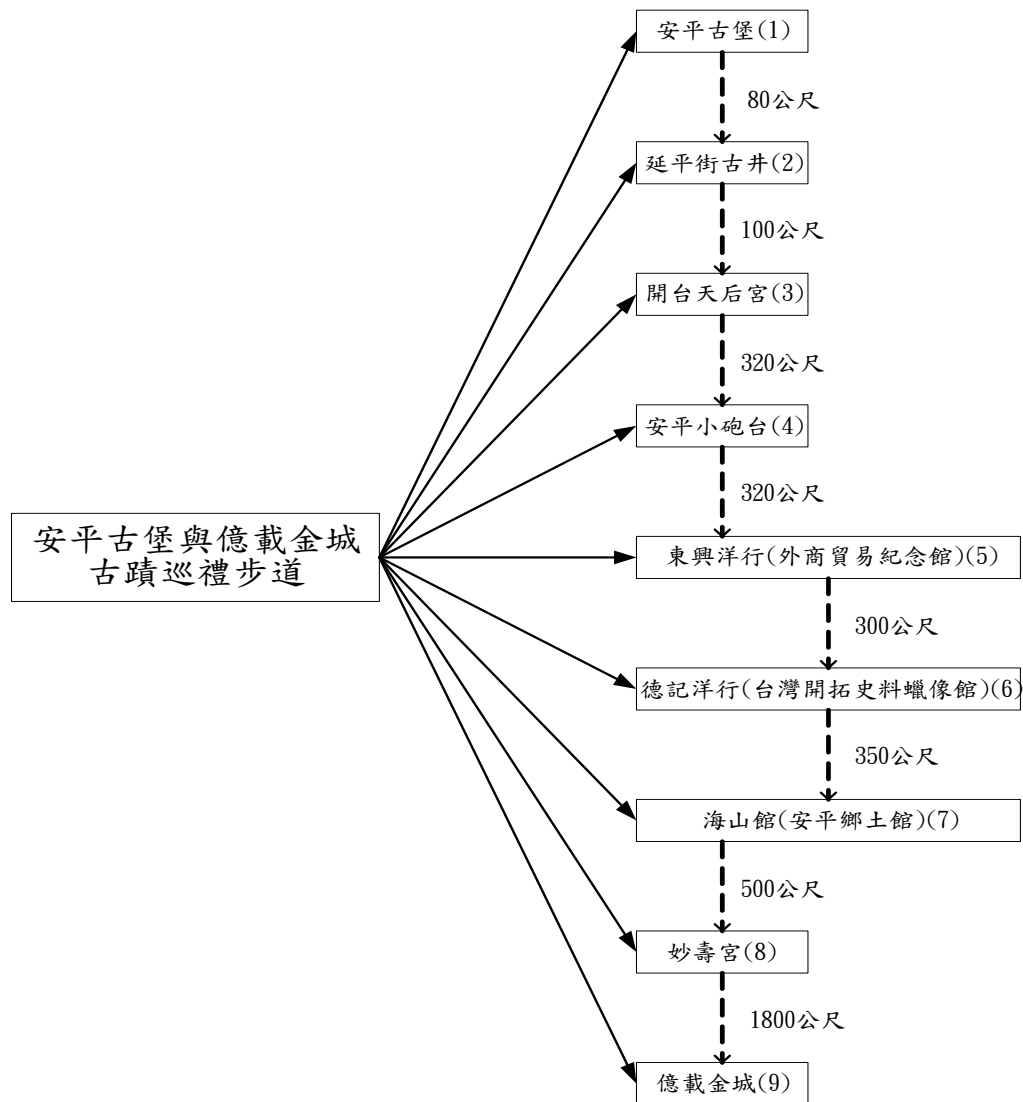 安平古堡(1)
80公尺
延平街古井(2)
100公尺
開台天后宮(3)
320公尺
安平小砲台(4)
320公尺
安平古堡與億載金城
古蹟巡禮步道
東興洋行(外商貿易紀念館)(5)
300公尺
德記洋行(台灣開拓史料蠟像館)(6)
350公尺
海山館(安平鄉土館)(7)
500公尺
妙壽宮(8)
1800公尺
億載金城(9)